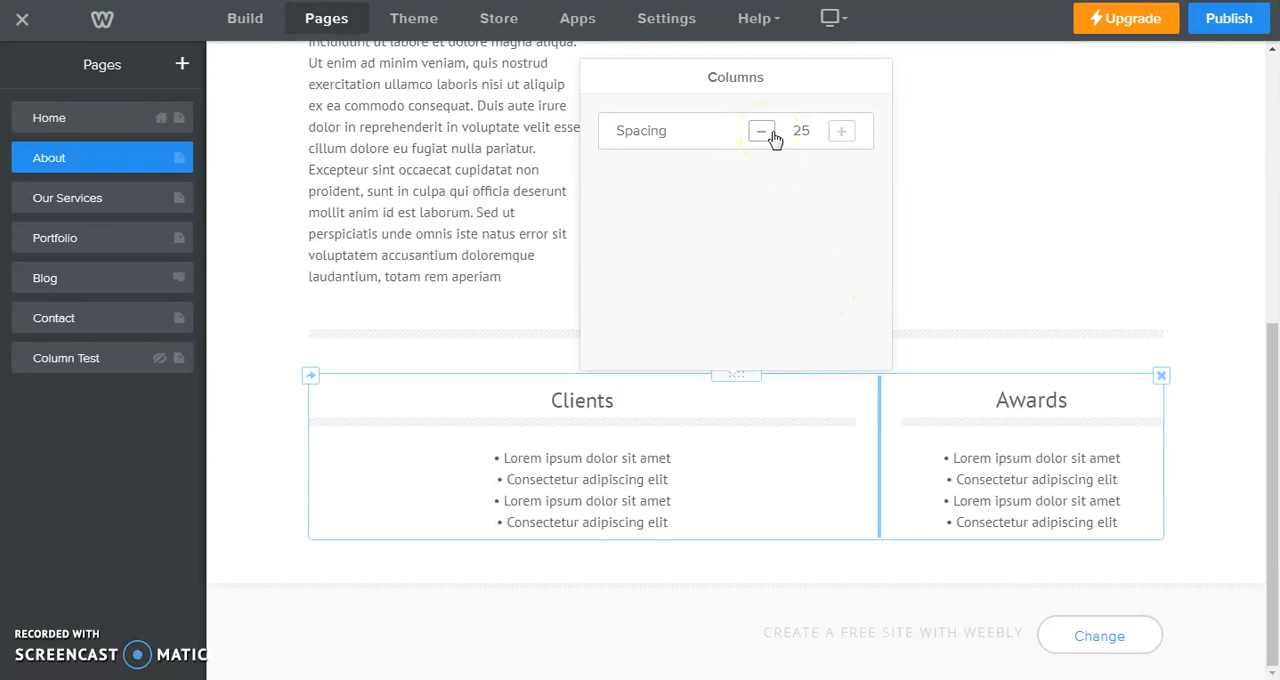 Build Pages Theme Store Apps Settings Help
Upgrade Publish
Pages +
Home
About
Our Services
Portfolio
Blog
Contact
Column Test
incididunt ut labore et dolore magna aliqua.
Ut enim ad minim veniam, quis nostrud
exercitation ullamco laboris nisi ut aliquip
ex ea commodo consequat. Duis aute irure
dolor in reprehenderit in voluptate velit esse
cillum dolore eu fugiat nulla pariatur.
Excepteur sint occaecat cupidatat non
proident, sunt in culpa qui officia deserunt
mollit anim id est laborum. Sed ut
perspiciatis unde omnis iste natus error sit
voluptatem accusantium doloremque
laudantium, totam rem aperiam
Columns
Spacing − 25 +
Clients
• Lorem ipsum dolor sit amet
• Consectetur adipiscing elit
• Lorem ipsum dolor sit amet
• Consectetur adipiscing elit
Awards
• Lorem ipsum dolor sit amet
• Consectetur adipiscing elit
• Lorem ipsum dolor sit amet
• Consectetur adipiscing elit
CREATE A FREE SITE WITH WEEBLY
Change
RECORDED WITH
SCREENCAST MATIC